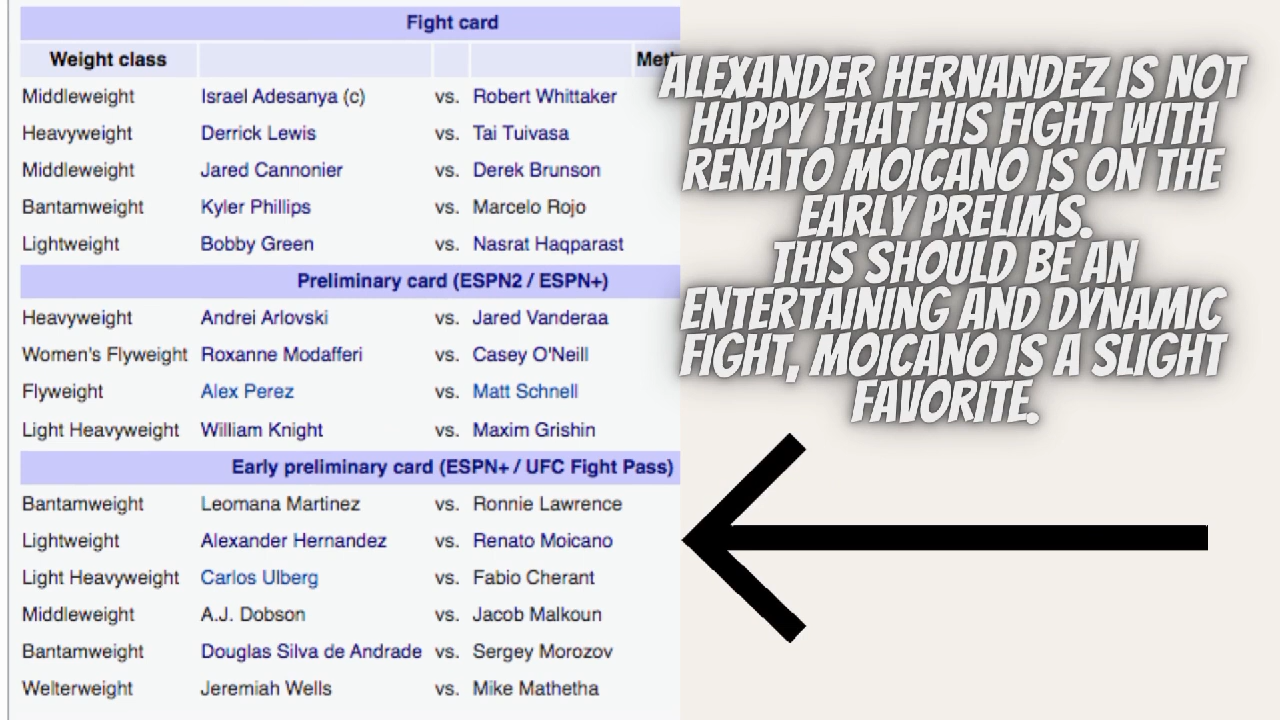 Fight card
Weight class Met
Middleweight Israel Adesanya (c) vs. Robert Whittaker
Heavyweight Derrick Lewis vs. Tai Tuivasa
Middleweight Jared Cannonier vs. Derek Brunson
Bantamweight Kyler Phillips vs. Marcelo Rojo
Lightweight Bobby Green vs. Nasrat Haqparast
Preliminary card (ESPN2 / ESPN+)
Heavyweight Andrei Arlovski vs. Jared Vanderaa
Women's Flyweight Roxanne Modafferi vs. Casey O'Neill
Flyweight Alex Perez vs. Matt Schnell
Light Heavyweight William Knight vs. Maxim Grishin
Early preliminary card (ESPN+ / UFC Fight Pass)
Bantamweight Leomana Martinez vs. Ronnie Lawrence
Lightweight Alexander Hernandez vs. Renato Moicano
Light Heavyweight Carlos Ulberg vs. Fabio Cherant
Middleweight A.J. Dobson vs. Jacob Malkoun
Bantamweight Douglas Silva de Andrade vs. Sergey Morozov
Welterweight Jeremiah Wells vs. Mike Mathetha
ALEXANDER HERNANDEZ IS NOT
HAPPY THAT HIS FIGHT WITH
RENATO MOICANO IS ON THE
EARLY PRELIMS.
THIS SHOULD BE AN
ENTERTAINING AND DYNAMIC
FIGHT, MOICANO IS A SLIGHT
FAVORITE.